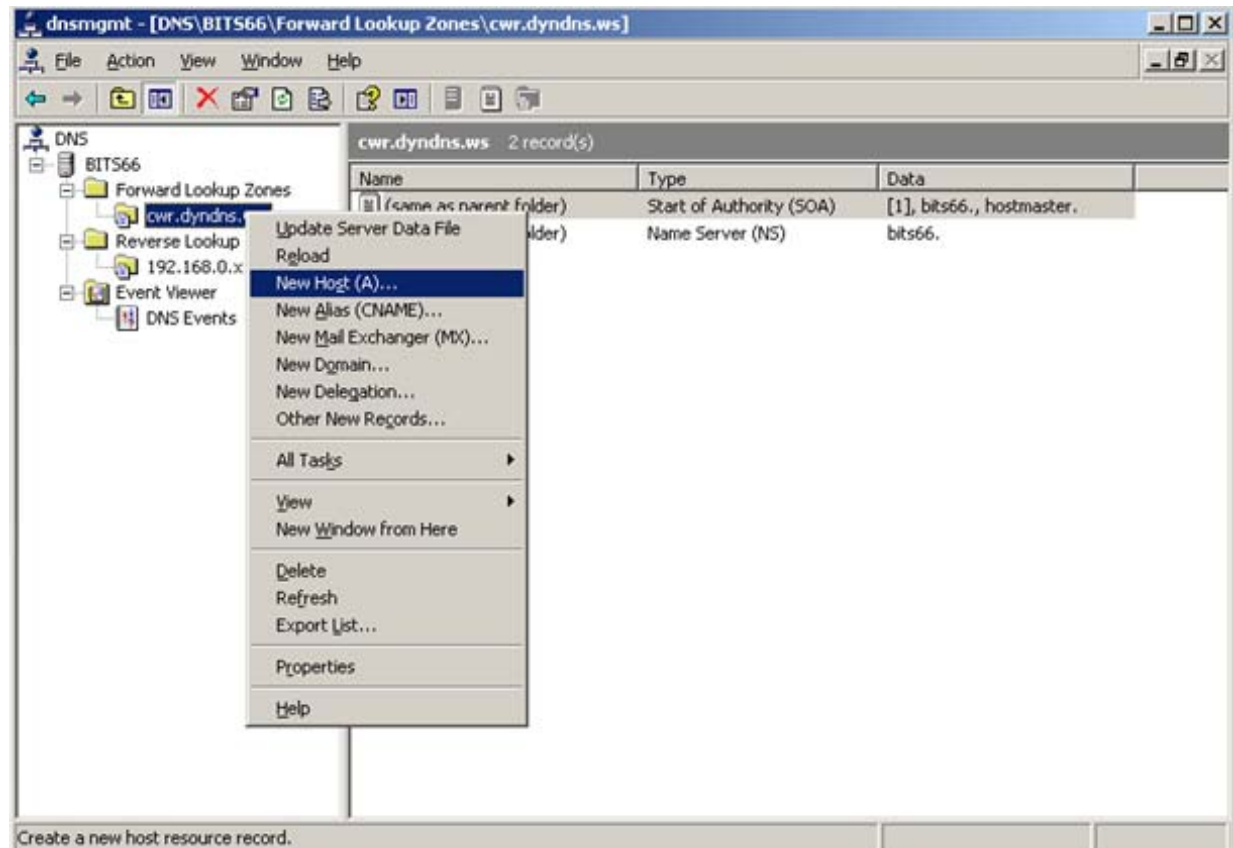 dnsmgmt - [DNS\BITS66\Forward Lookup Zones\cwr.dyndns.ws]
File Action View Window Help
DNS
BITS66
Forward Lookup Zones
cwr.dyndns.
Reverse Lookup
192.168.0.x
Event Viewer
DNS Events
cwr.dyndns.ws 2 record(s)
Name Type Data
(same as parent folder) Start of Authority (SOA) [1], bits66., hostmaster.
Name Server (NS) bits66.
Update Server Data File
Reload
New Host (A)...
New Alias (CNAME)...
New Mail Exchanger (MX)...
New Domain...
New Delegation...
Other New Records...
All Tasks
View
New Window from Here
Delete
Refresh
Export List...
Properties
Help
Create a new host resource record.